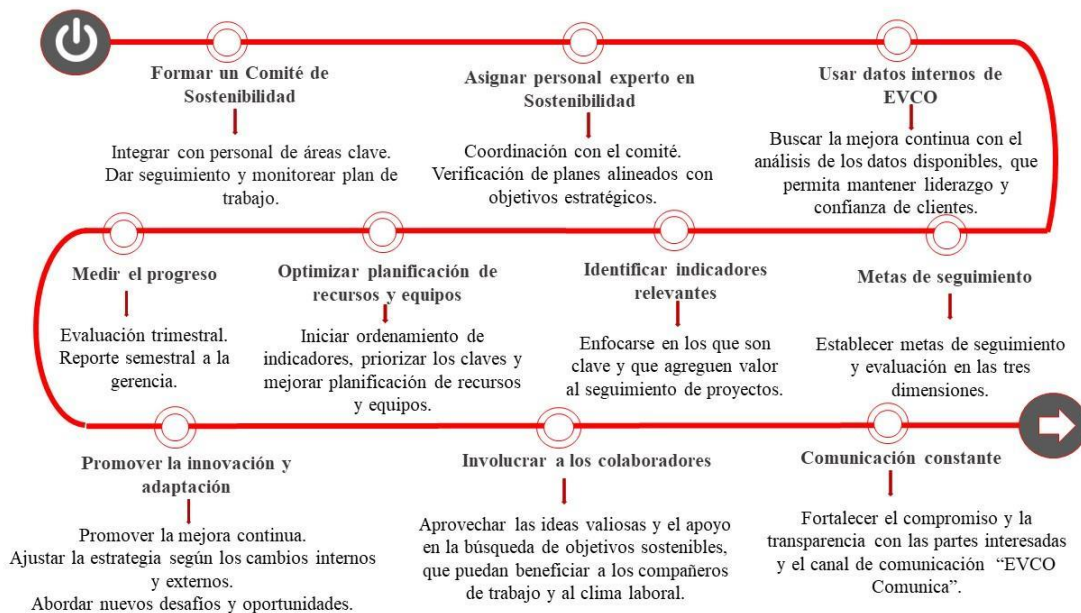 Formar un Comité de
Sostenibilidad
Integrar con personal de áreas clave.
Dar seguimiento y monitorear plan de
trabajo.
Asignar personal experto en
Sostenibilidad
Coordinación con el comité.
Verificación de planes alineados con
objetivos estratégicos.
Usar datos internos de
EVCO
Buscar la mejora continua con el
análisis de los datos disponibles, que
permita mantener liderazgo y
confianza de clientes.
Metas de seguimiento
Establecer metas de seguimiento
y evaluación en las tres
dimensiones.
Identificar indicadores
relevantes
Enfocarse en los que son
clave y que agreguen valor
al seguimiento de proyectos.
Optimizar planificación de
recursos y equipos
Iniciar ordenamiento de
indicadores, priorizar los claves y
mejorar planificación de recursos
y equipos.
Medir el progreso
Evaluación trimestral.
Reporte semestral a la
gerencia.
Promover la innovación y
adaptación
Promover la mejora continua.
Ajustar la estrategia según los cambios internos
y externos.
Abordar nuevos desafíos y oportunidades.
Involucrar a los colaboradores
Aprovechar las ideas valiosas y el apoyo
en la búsqueda de objetivos sostenibles,
que puedan beneficiar a los compañeros
de trabajo y al clima laboral.
Comunicación constante
Fortalecer el compromiso y la
transparencia con las partes interesadas
y el canal de comunicación “EVCO
Comunica”.